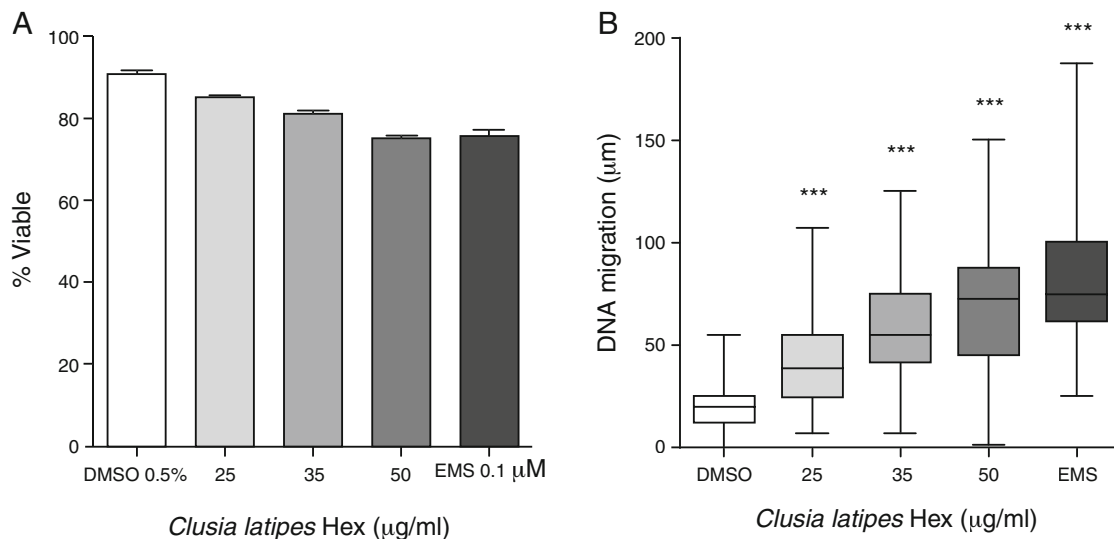 A
100
80
60
40
20
0
% Viable
DMSO 0.5% 25 35 50 EMS 0.1 μM
Clusia latipes Hex (μg/ml)
B
200
150
100
50
0
DNA migration (μm)
*** *** *** ***
DMSO 25 35 50 EMS
Clusia latipes Hex (μg/ml)